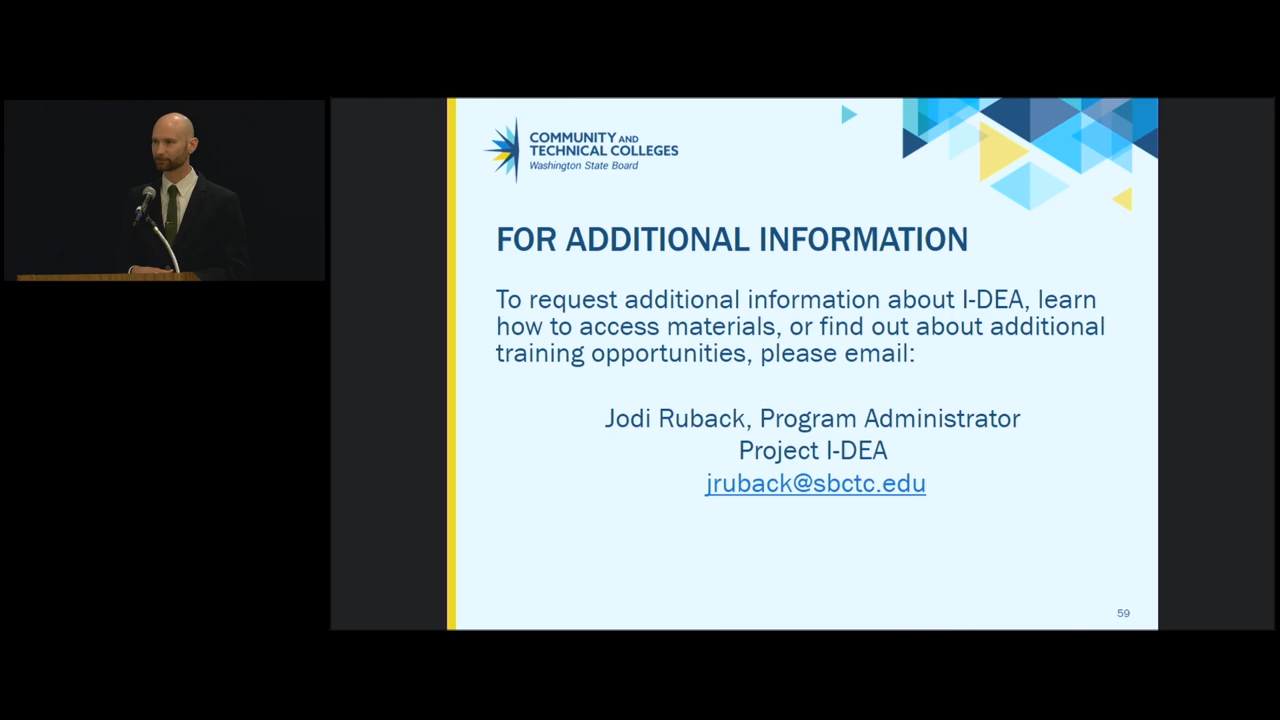 COMMUNITY AND
TECHNICAL COLLEGES
Washington State Board
FOR ADDITIONAL INFORMATION
To request additional information about I-DEA, learn
how to access materials, or find out about additional
training opportunities, please email:
Jodi Ruback, Program Administrator
Project I-DEA
jruback@sbctc.edu
59